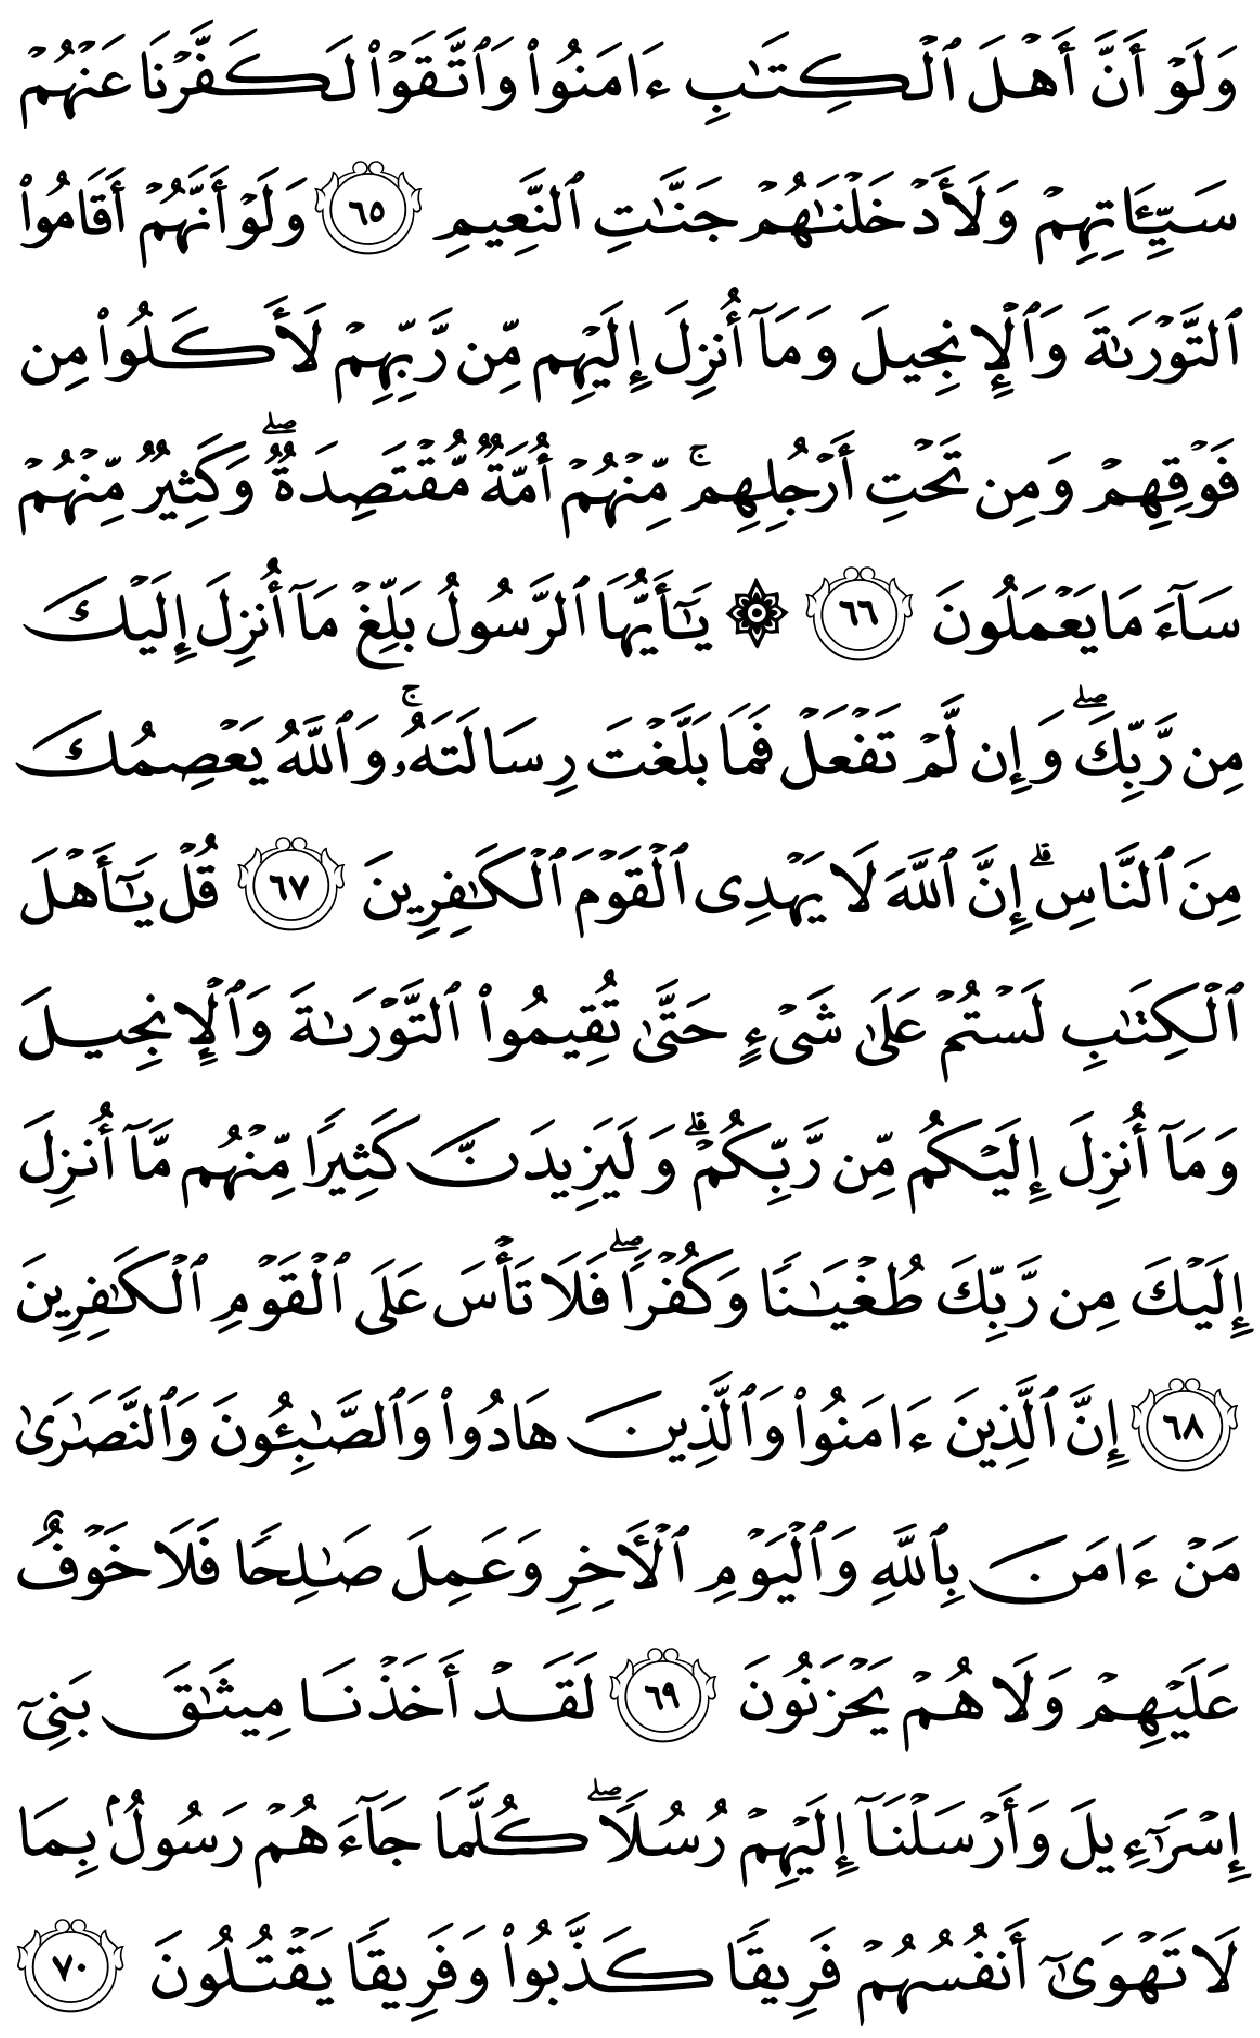 وَلَوۡ أَنَّ أَهۡلَ ٱلۡكِتَٰبِ ءَامَنُواْ وَٱتَّقَوۡاْ لَكَفَّرۡنَا عَنۡهُمۡ
سَيِّـَٔاتِهِمۡ وَلَأَدۡخَلۡنَٰهُمۡ جَنَّٰتِ ٱلنَّعِيمِ ٦٥ وَلَوۡ أَنَّهُمۡ أَقَامُواْ
ٱلتَّوۡرَىٰةَ وَٱلۡإِنجِيلَ وَمَآ أُنزِلَ إِلَيۡهِم مِّن رَّبِّهِمۡ لَأَكَلُواْ مِن
فَوۡقِهِمۡ وَمِن تَحۡتِ أَرۡجُلِهِمۚ مِّنۡهُمۡ أُمَّةٞ مُّقۡتَصِدَةٞۖ وَكَثِيرٞ مِّنۡهُمۡ
سَآءَ مَا يَعۡمَلُونَ ٦٦ ۞ يَٰٓأَيُّهَا ٱلرَّسُولُ بَلِّغۡ مَآ أُنزِلَ إِلَيۡكَ
مِن رَّبِّكَۖ وَإِن لَّمۡ تَفۡعَلۡ فَمَا بَلَّغۡتَ رِسَالَتَهُۥۚ وَٱللَّهُ يَعۡصِمُكَ
مِنَ ٱلنَّاسِۗ إِنَّ ٱللَّهَ لَا يَهۡدِي ٱلۡقَوۡمَ ٱلۡكَٰفِرِينَ ٦٧ قُلۡ يَٰٓأَهۡلَ
ٱلۡكِتَٰبِ لَسۡتُمۡ عَلَىٰ شَيۡءٍ حَتَّىٰ تُقِيمُواْ ٱلتَّوۡرَىٰةَ وَٱلۡإِنجِيلَ
وَمَآ أُنزِلَ إِلَيۡكُم مِّن رَّبِّكُمۡۗ وَلَيَزِيدَنَّ كَثِيرٗا مِّنۡهُم مَّآ أُنزِلَ
إِلَيۡكَ مِن رَّبِّكَ طُغۡيَٰنٗا وَكُفۡرٗاۖ فَلَا تَأۡسَ عَلَى ٱلۡقَوۡمِ ٱلۡكَٰفِرِينَ
٦٨ إِنَّ ٱلَّذِينَ ءَامَنُواْ وَٱلَّذِينَ هَادُواْ وَٱلصَّٰبِـُٔونَ وَٱلنَّصَٰرَىٰ
مَنۡ ءَامَنَ بِٱللَّهِ وَٱلۡيَوۡمِ ٱلۡأٓخِرِ وَعَمِلَ صَٰلِحٗا فَلَا خَوۡفٌ
عَلَيۡهِمۡ وَلَا هُمۡ يَحۡزَنُونَ ٦٩ لَقَدۡ أَخَذۡنَا مِيثَٰقَ بَنِيٓ
إِسۡرَٰٓءِيلَ وَأَرۡسَلۡنَآ إِلَيۡهِمۡ رُسُلٗاۖ كُلَّمَا جَآءَهُمۡ رَسُولُۢ بِمَا
لَا تَهۡوَىٰٓ أَنفُسُهُمۡ فَرِيقٗا كَذَّبُواْ وَفَرِيقٗا يَقۡتُلُونَ ٧٠